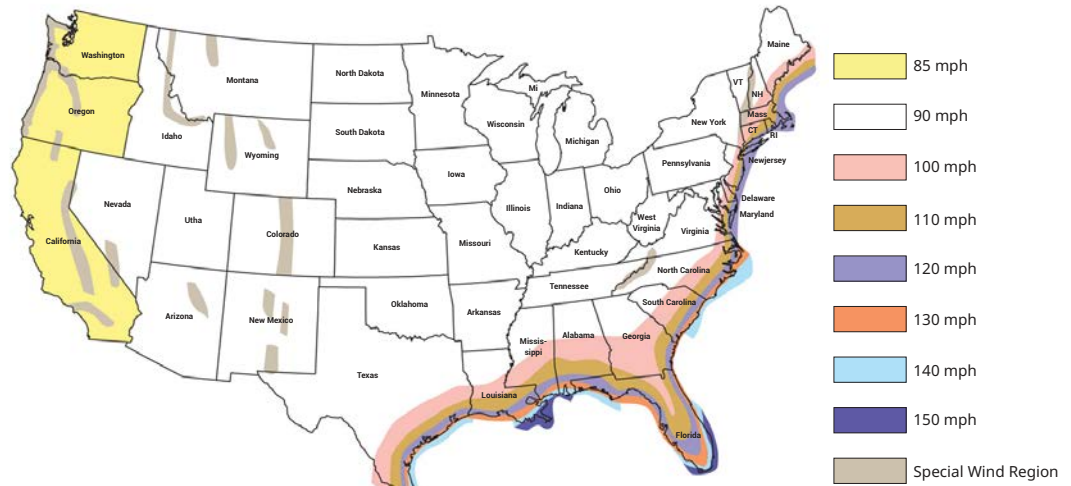 Washington
Oregon
California
Nevada
Idaho
Montana
Wyoming
Utha
Colorado
Arizona
New Mexico
North Dakota
South Dakota
Nebraska
Kansas
Oklahoma
Texas
Minnesota
Iowa
Missouri
Arkansas
Louisiana
Wisconsin
Mi
Michigan
Illinois
Indiana
Ohio
Kentucky
Tennessee
Missis-
sippi
Alabama
Georgia
Florida
South Carolina
North Carolina
Virginia
West
Virginia
Pennsylvania
New York
VT
NH
Maine
Mass
CT
RI
Newjersey
Delaware
Maryland
85 mph
90 mph
100 mph
110 mph
120 mph
130 mph
140 mph
150 mph
Special Wind Region